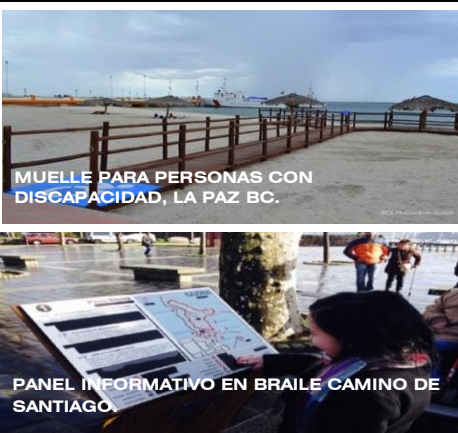 MUELLE PARA PERSONAS CON
DISCAPACIDAD, LA PAZ BC.
PANEL INFORMATIVO EN BRAILE CAMINO DE
SANTIAGO.